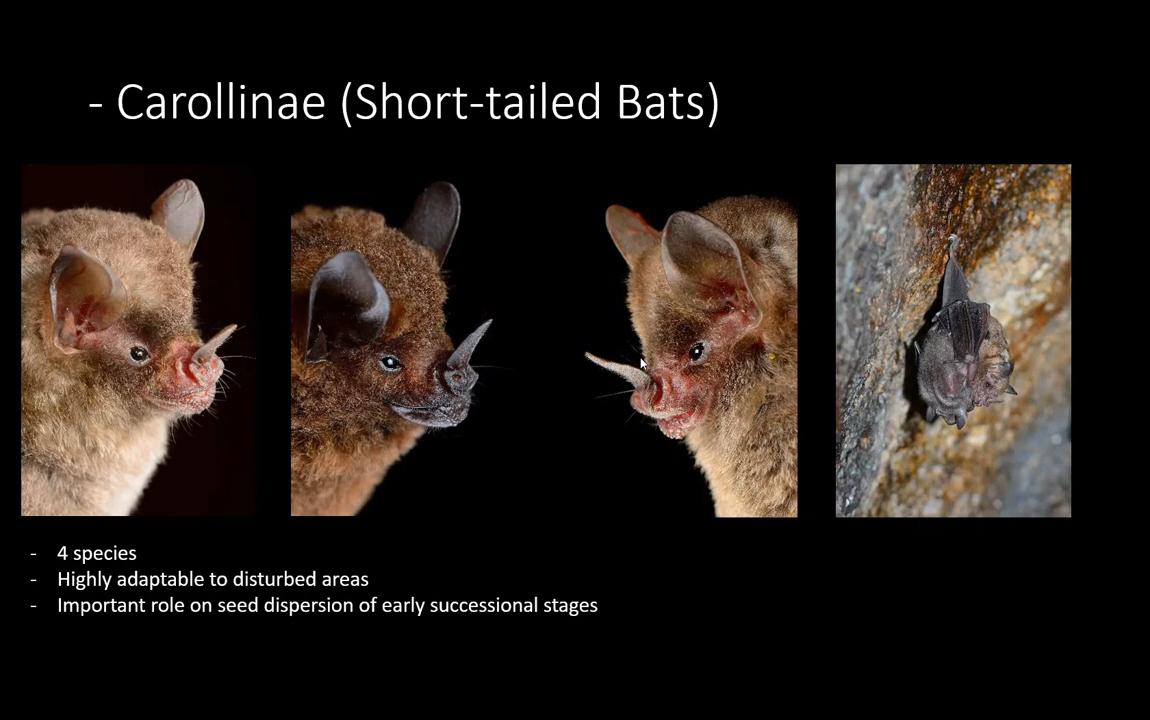 - Carollinae (Short-tailed Bats)
- 4 species
- Highly adaptable to disturbed areas
- Important role on seed dispersion of early successional stages